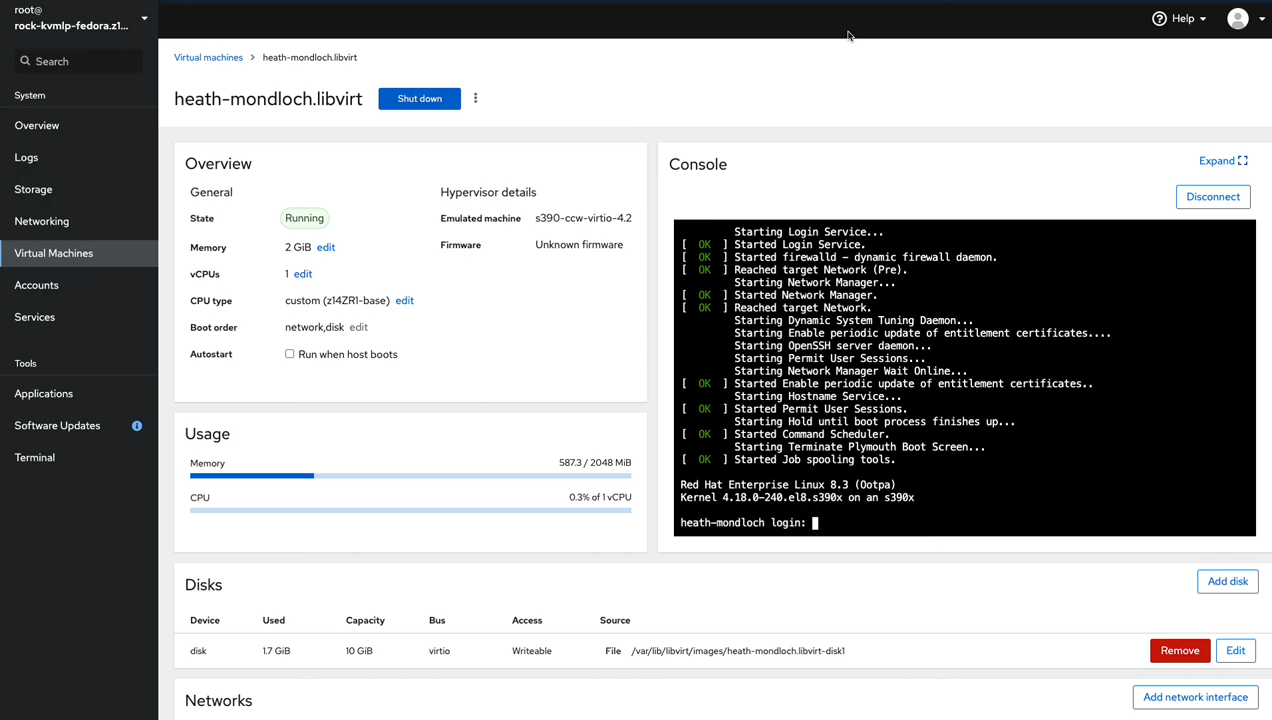 root@
rock-kvmlp-fedora.z1...
Search
System
Overview
Logs
Storage
Networking
Virtual Machines
Accounts
Services
Tools
Applications
Software Updates
Terminal
Help
Virtual machines > heath-mondloch.libvirt
heath-mondloch.libvirt Shut down
Overview
General
State Running
Memory 2 GiB edit
vCPUs 1 edit
CPU type custom (z14ZR1-base) edit
Boot order network,disk edit
Autostart Run when host boots
Hypervisor details
Emulated machine s390-ccw-virtio-4.2
Firmware Unknown firmware
Usage
Memory 587.3 / 2048 MiB
CPU 0.3% of 1 vCPU
Console Expand
Disconnect
Starting Login Service...
[ OK ] Started Login Service.
[ OK ] Started firewalld - dynamic firewall daemon.
[ OK ] Reached target Network (Pre).
Starting Network Manager...
[ OK ] Started Network Manager.
[ OK ] Reached target Network.
Starting Dynamic System Tuning Daemon...
Starting Enable periodic update of entitlement certificates....
Starting OpenSSH server daemon...
Starting Permit User Sessions...
Starting Network Manager Wait Online...
[ OK ] Started Enable periodic update of entitlement certificates..
Starting Hostname Service...
[ OK ] Started Permit User Sessions.
Starting Hold until boot process finishes up...
[ OK ] Started Command Scheduler.
Starting Terminate Plymouth Boot Screen...
[ OK ] Started Job spooling tools.
Red Hat Enterprise Linux 8.3 (Ootpa)
Kernel 4.18.0-240.el8.s390x on an s390x
heath-mondloch login:
Disks Add disk
Device Used Capacity Bus Access Source
disk 1.7 GiB 10 GiB virtio Writeable File /var/lib/libvirt/images/heath-mondloch.libvirt-disk1 Remove Edit
Networks Add network interface